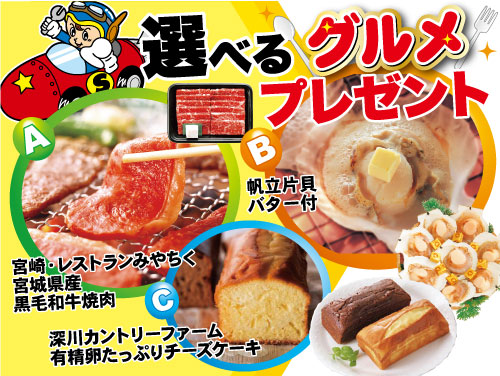 選べるグルメ
プレゼント
S
A
B
帆立片貝
バター付
宮崎・レストランみやちく
宮城県産
黒毛和牛焼肉
C
深川カントリーファーム
有精卵たっぷりチーズケーキ